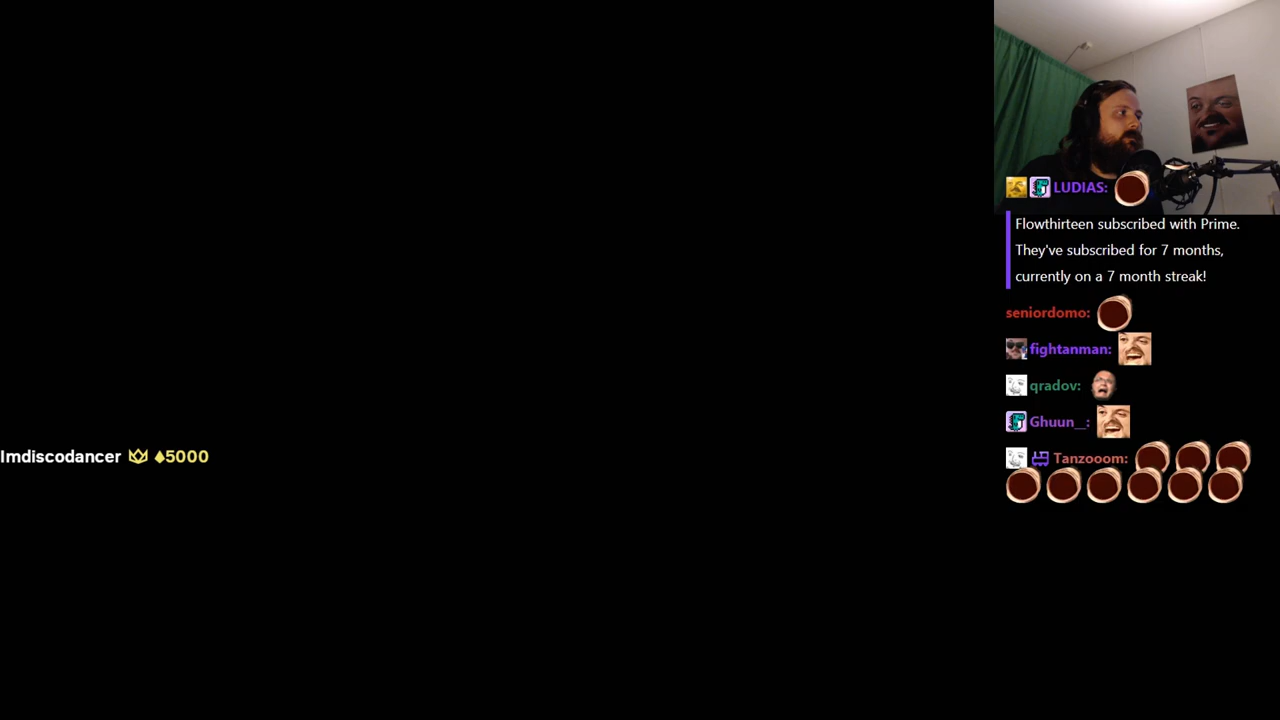 LUDIAS:
Flowthirteen subscribed with Prime.
They've subscribed for 7 months,
currently on a 7 month streak!
seniordomo:
fightanman:
qradov:
Ghuun__:
Imdiscodancer 5000
Tanzooom: